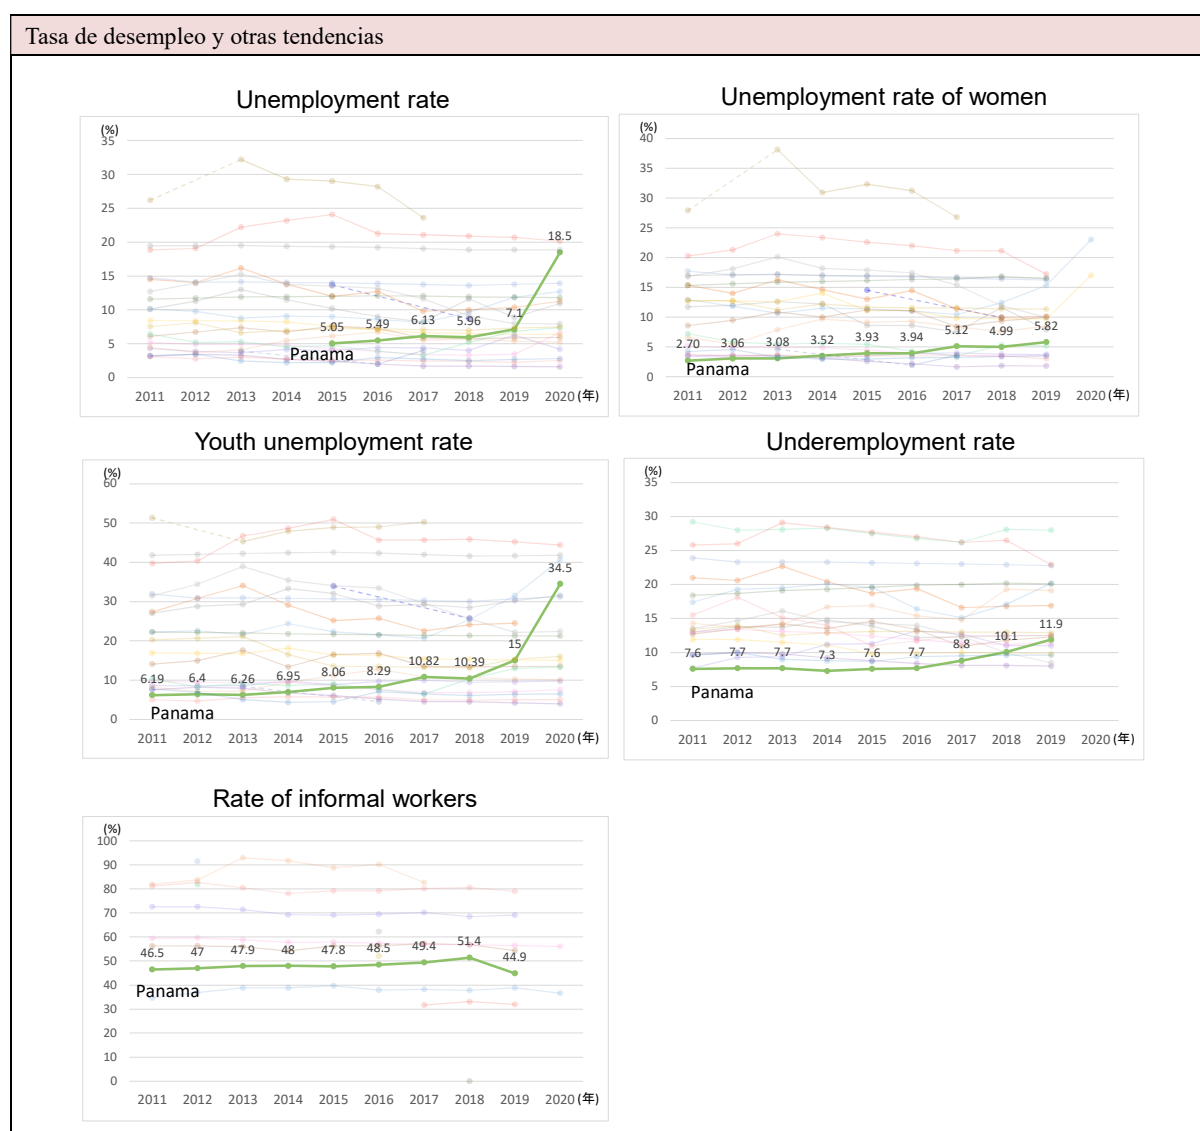 Tasa de desempleo y otras tendencias
Unemployment rate
(%)
35
30
25
20
15
10
5
0
18.5
5.05 5.49 6.13 5.96 7.1
Panama
2011 2012 2013 2014 2015 2016 2017 2018 2019 2020 (年)
Unemployment rate of women
(%)
40
35
30
25
20
15
10
5
0
2.70 3.06 3.08 3.52 3.93 3.94 5.12 4.99 5.82
Panama
2011 2012 2013 2014 2015 2016 2017 2018 2019 2020 (年)
Youth unemployment rate
(%)
60
50
40
30
20
10
0
34.5
6.19 6.4 6.26 6.95 8.06 8.29 10.82 10.39 15
Panama
2011 2012 2013 2014 2015 2016 2017 2018 2019 2020 (年)
Underemployment rate
(%)
35
30
25
20
15
10
5
0
7.6 7.7 7.7 7.3 7.6 7.7 8.8 10.1 11.9
Panama
2011 2012 2013 2014 2015 2016 2017 2018 2019 2020 (年)
Rate of informal workers
(%)
100
90
80
70
60
50
40
30
20
10
0
46.5 47 47.9 48 47.8 48.5 49.4 51.4 44.9
Panama
2011 2012 2013 2014 2015 2016 2017 2018 2019 2020 (年)